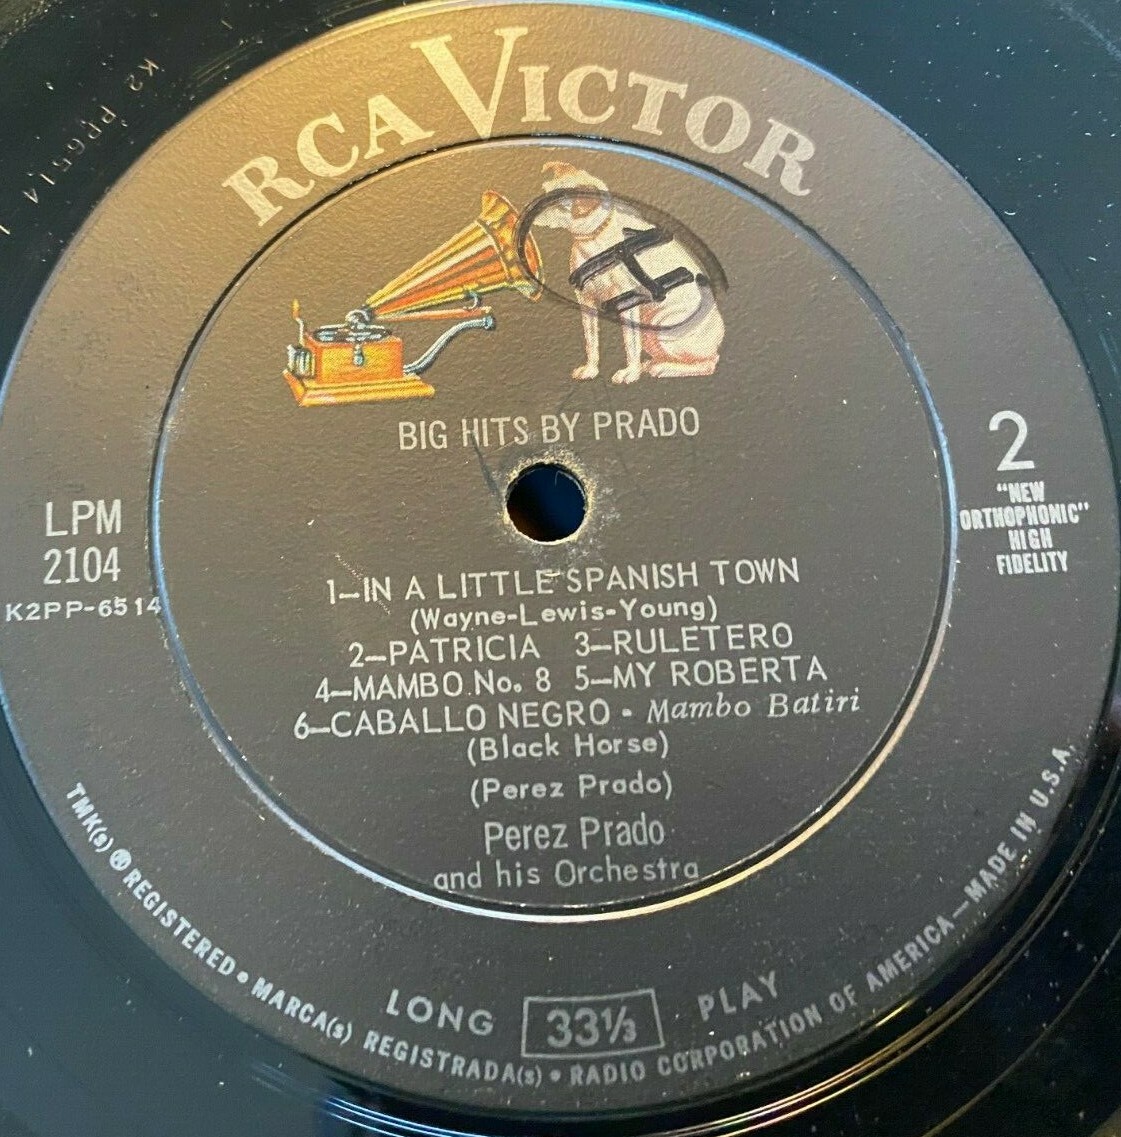 K2 PP6514 1
RCA VICTOR
BIG HITS BY PRADO
LPM
2104
K2PP-6514
2
"NEW
ORTHOPHONIC"
HIGH
FIDELITY
1—IN A LITTLE SPANISH TOWN
(Wayne-Lewis-Young)
2—PATRICIA 3—RULETERO
4—MAMBO No. 8 5—MY ROBERTA
6—CABALLO NEGRO • Mambo Batiri
(Black Horse)
(Perez Prado)
Perez Prado
and his Orchestra
LONG 33⅓ PLAY
TMK(s) ® REGISTERED • MARCA(s) REGISTRADA(s) • RADIO CORPORATION OF AMERICA—MADE IN U.S.A.